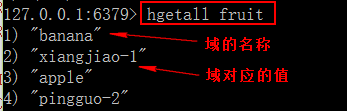 127.0.0.1:6379> hgetall fruit
1) "banana"
域的名称
2) "xiangjiao-1"
3) "apple"
域对应的值
4) "pingguo-2"